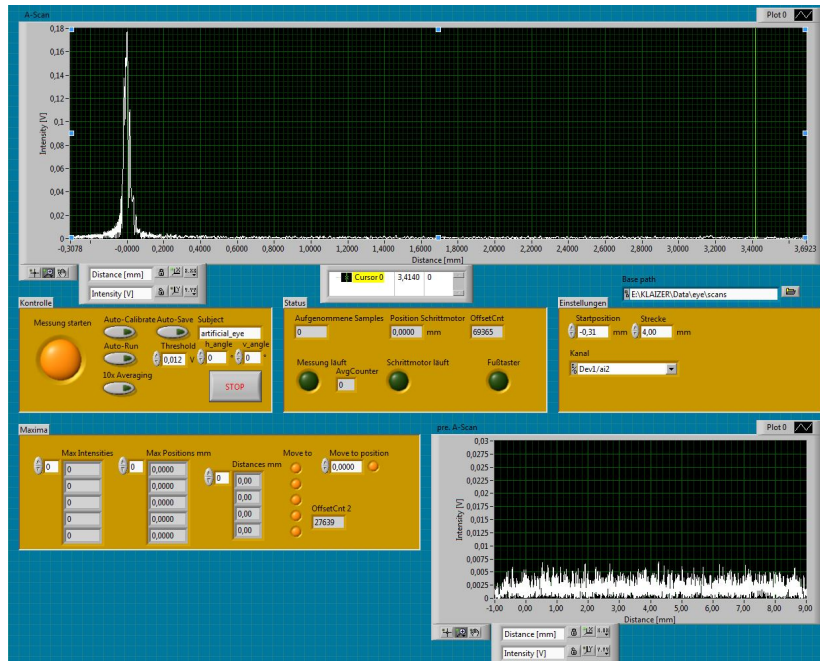 A-Scan
Plot 0
0,18
0,16
0,14
0,12
0,1
0,08
0,06
0,04
0,02
0
Intensity [V]
-0,3078 -0,0000 0,2000 0,4000 0,6000 0,8000 1,0000 1,2000 1,4000 1,6000 1,8000 2,0000 2,2000 2,4000 2,6000 2,8000 3,0000 3,2000 3,4000 3,6923
Distance [mm]
Distance [mm]
Intensity [V]
Cursor 0 3,4140 0
Base path
E:\KLAIZER\Data\eye\scans
Kontrolle
Messung starten
Auto-Calibrate Auto-Save Subject
artificial_eye
Auto-Run Threshold h_angle v_angle
0,012 V 0 ° 0 °
10x Averaging
STOP
Status
Aufgenommene Samples Position Schrittmotor OffsetCnt
0 0,0000 mm 69365
Messung läuft Schrittmotor läuft Fußtaster
AvgCounter
0
Einstellungen
Startposition Strecke
-0,31 mm 4,00 mm
Kanal
Dev1/ai2
Maxima
Max Intensities Max Positions mm Distances mm Move to Move to position
0 0 0 0,0000
0 0,0000 0,00
0 0,0000 0,00
0 0,0000 0,00
0 0,0000 0,00
0 0,0000
OffsetCnt 2
27639
pre. A-Scan
Plot 0
0,03
0,0275
0,025
0,0225
0,02
0,0175
0,015
0,0125
0,01
0,0075
0,005
0,0025
0
Intensity [V]
-1,00 0,00 1,00 2,00 3,00 4,00 5,00 6,00 7,00 8,00 9,00
Distance [mm]
Distance [mm]
Intensity [V]